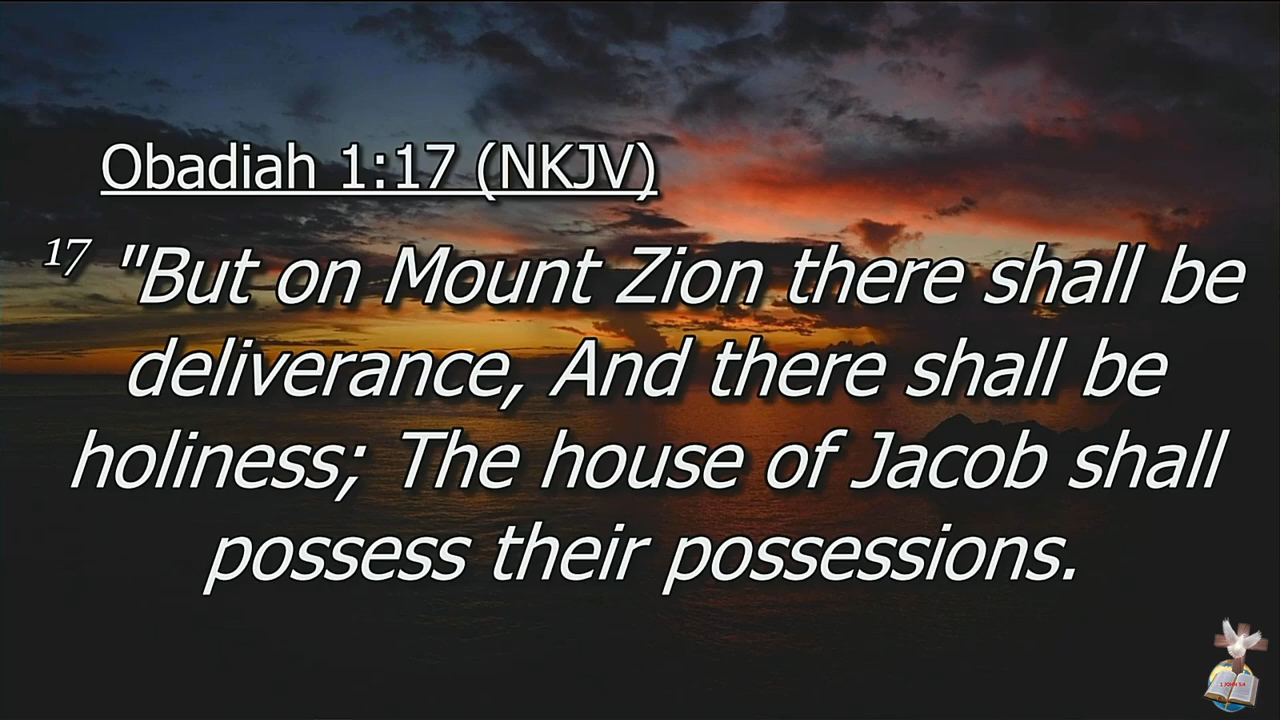 Obadiah 1:17 (NKJV)
17 "But on Mount Zion there shall be
deliverance, And there shall be
holiness; The house of Jacob shall
possess their possessions.